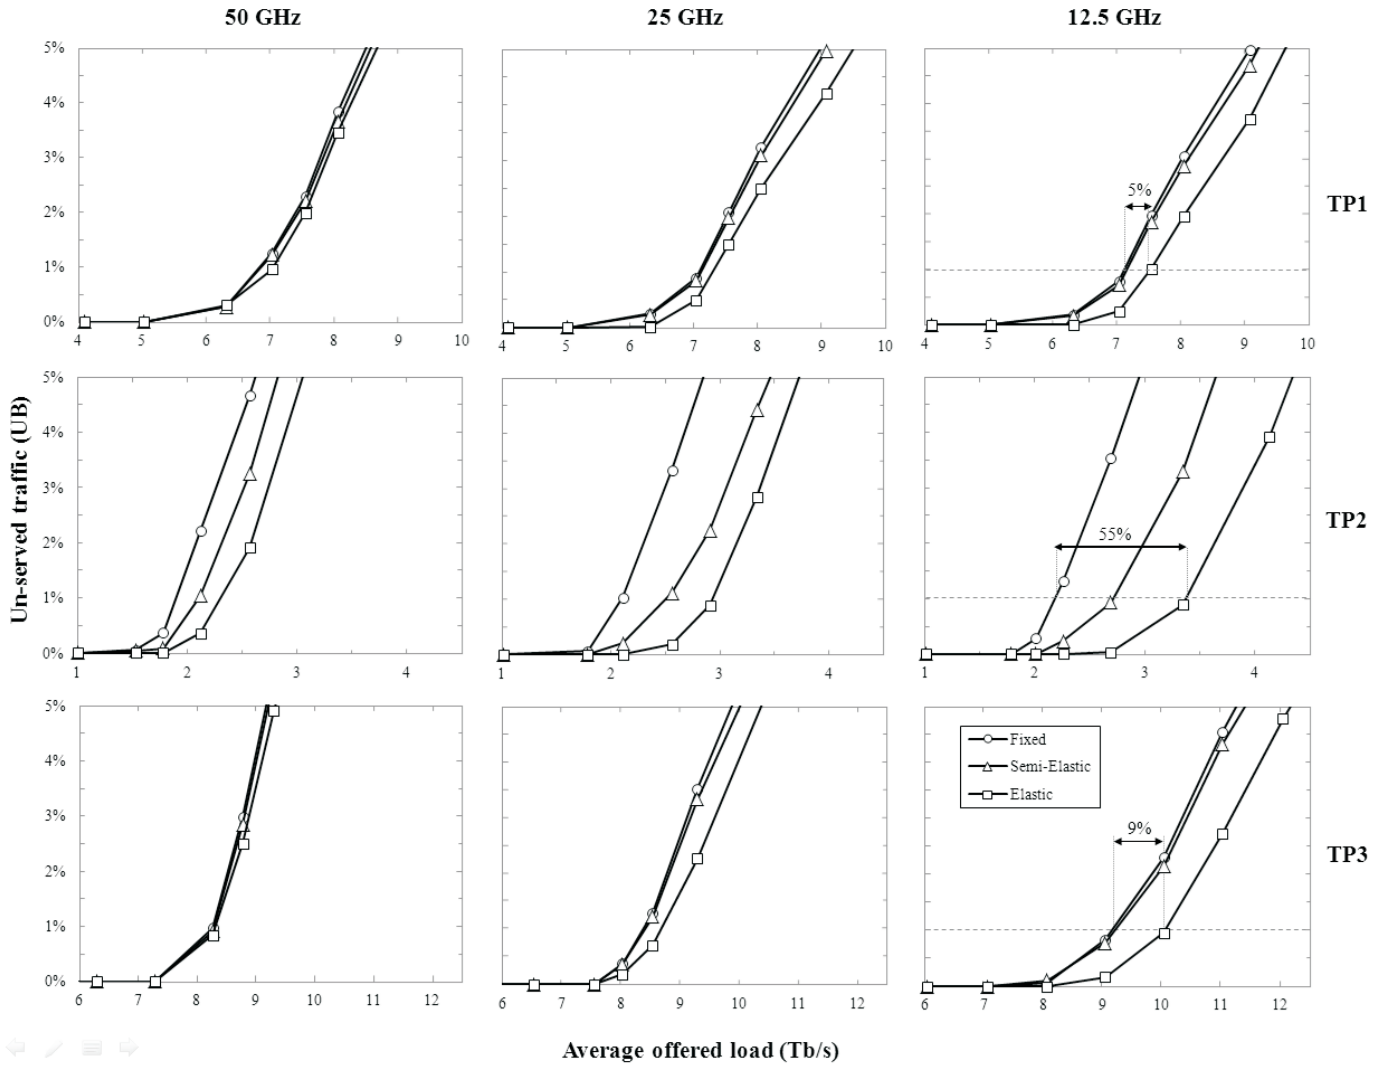 50 GHz 25 GHz 12.5 GHz
5%
4%
3%
2%
1%
0%
4 5 6 7 8 9 10
4 5 6 7 8 9 10
5%
4 5 6 7 8 9 10
TP1
5%
4%
3%
2%
1%
0%
1 2 3 4
1 2 3 4
55%
1 2 3 4
TP2
5%
4%
3%
2%
1%
0%
6 7 8 9 10 11 12
6 7 8 9 10 11 12
Fixed
Semi-Elastic
Elastic
9%
6 7 8 9 10 11 12
TP3
Un-served traffic (UB)
Average offered load (Tb/s)